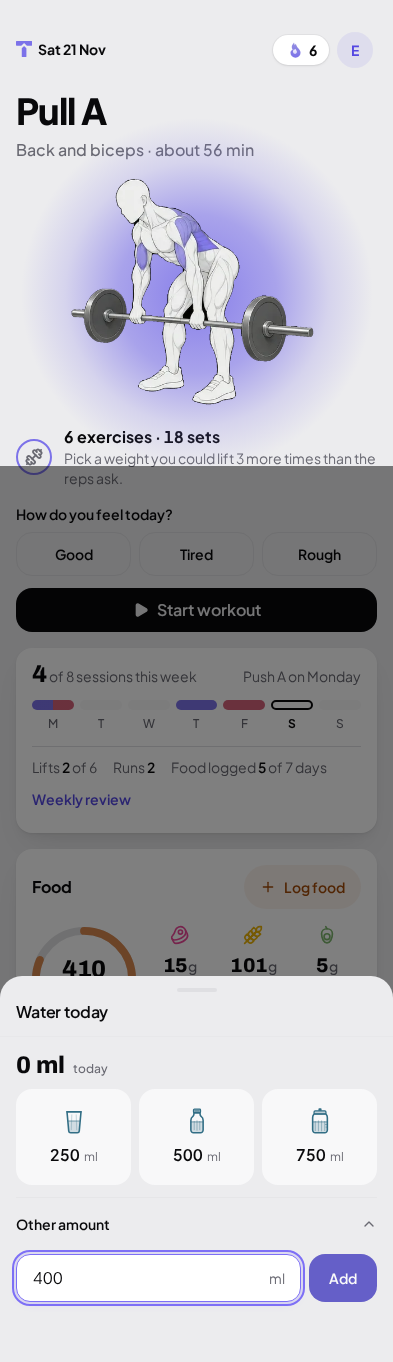 Sat 21 Nov
6
E
Pull A
Back and biceps · about 56 min
6 exercises · 18 sets
Pick a weight you could lift 3 more times than the
reps ask.
How do you feel today?
Good
Tired
Rough
Start workout
4 of 8 sessions this week
Push A on Monday
M T W T F S S
Lifts 2 of 6 Runs 2 Food logged 5 of 7 days
Weekly review
Food
+ Log food
410
15g
101g
5g
Water today
0 ml today
250 ml
500 ml
750 ml
Other amount
400
ml
Add